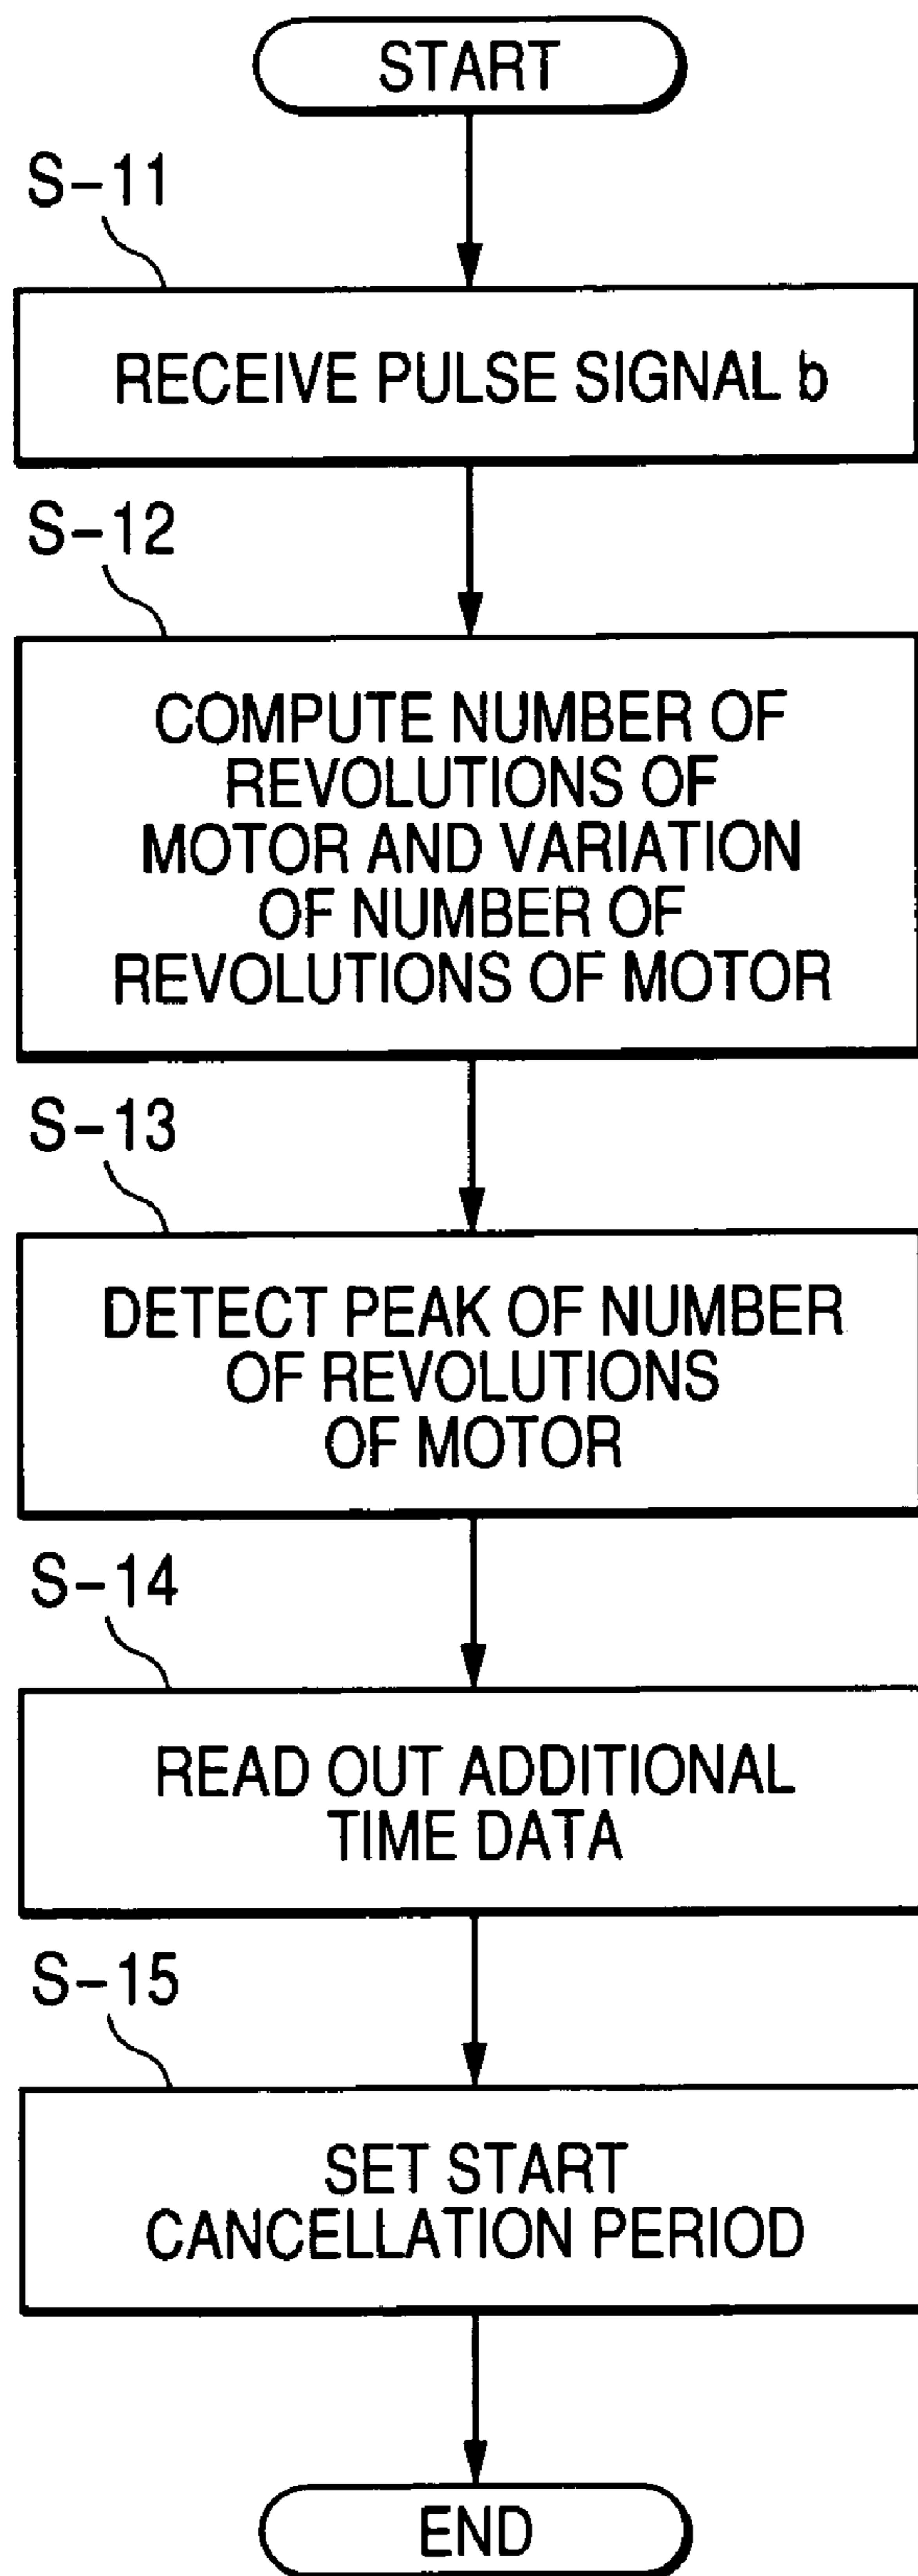 START
S-11
RECEIVE PULSE SIGNAL b
S-12
COMPUTE NUMBER OF
REVOLUTIONS OF
MOTOR AND VARIATION
OF NUMBER OF
REVOLUTIONS OF MOTOR
S-13
DETECT PEAK OF NUMBER
OF REVOLUTIONS
OF MOTOR
S-14
READ OUT ADDITIONAL
TIME DATA
S-15
SET START
CANCELLATION PERIOD
END